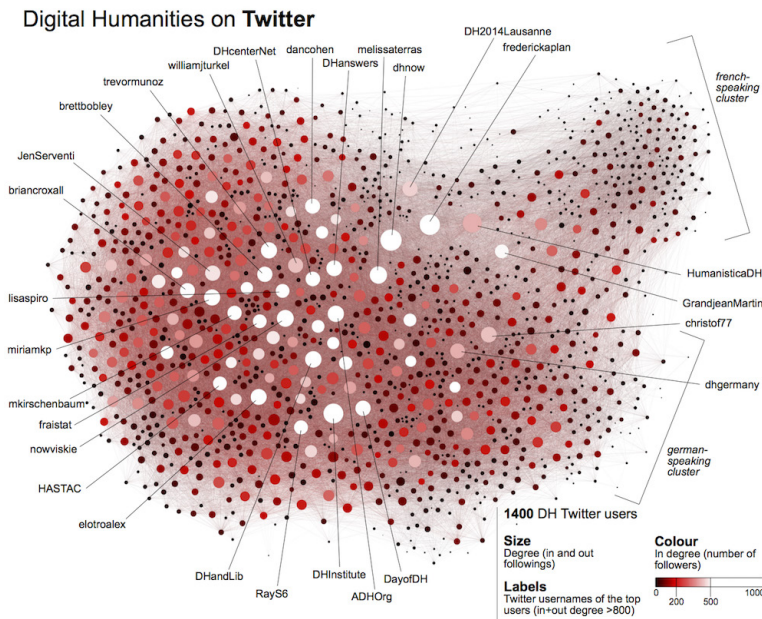 Digital Humanities on Twitter
DH2014Lausanne
frederickaplan
DHcenterNet
dancohen
melissaterras
williamjturkel
DHanswers
dhnow
trevormunoz
brettbobley
JenServenti
briancroxall
french-
speaking
cluster
HumanisticaDH
GrandjeanMartin
christof77
lisaspiro
miriamkp
dhgermany
mkirschenbaum
fraistat
nowviskie
HASTAC
elotroalex
german-
speaking
cluster
DHandLib
RayS6
DHInstitute
ADHOrg
DayofDH
1400 DH Twitter users
Size
Degree (in and out
followings)
Labels
Twitter usernames of the top
users (in+out degree >800)
Colour
In degree (number of
followers)
0 200 500 1000